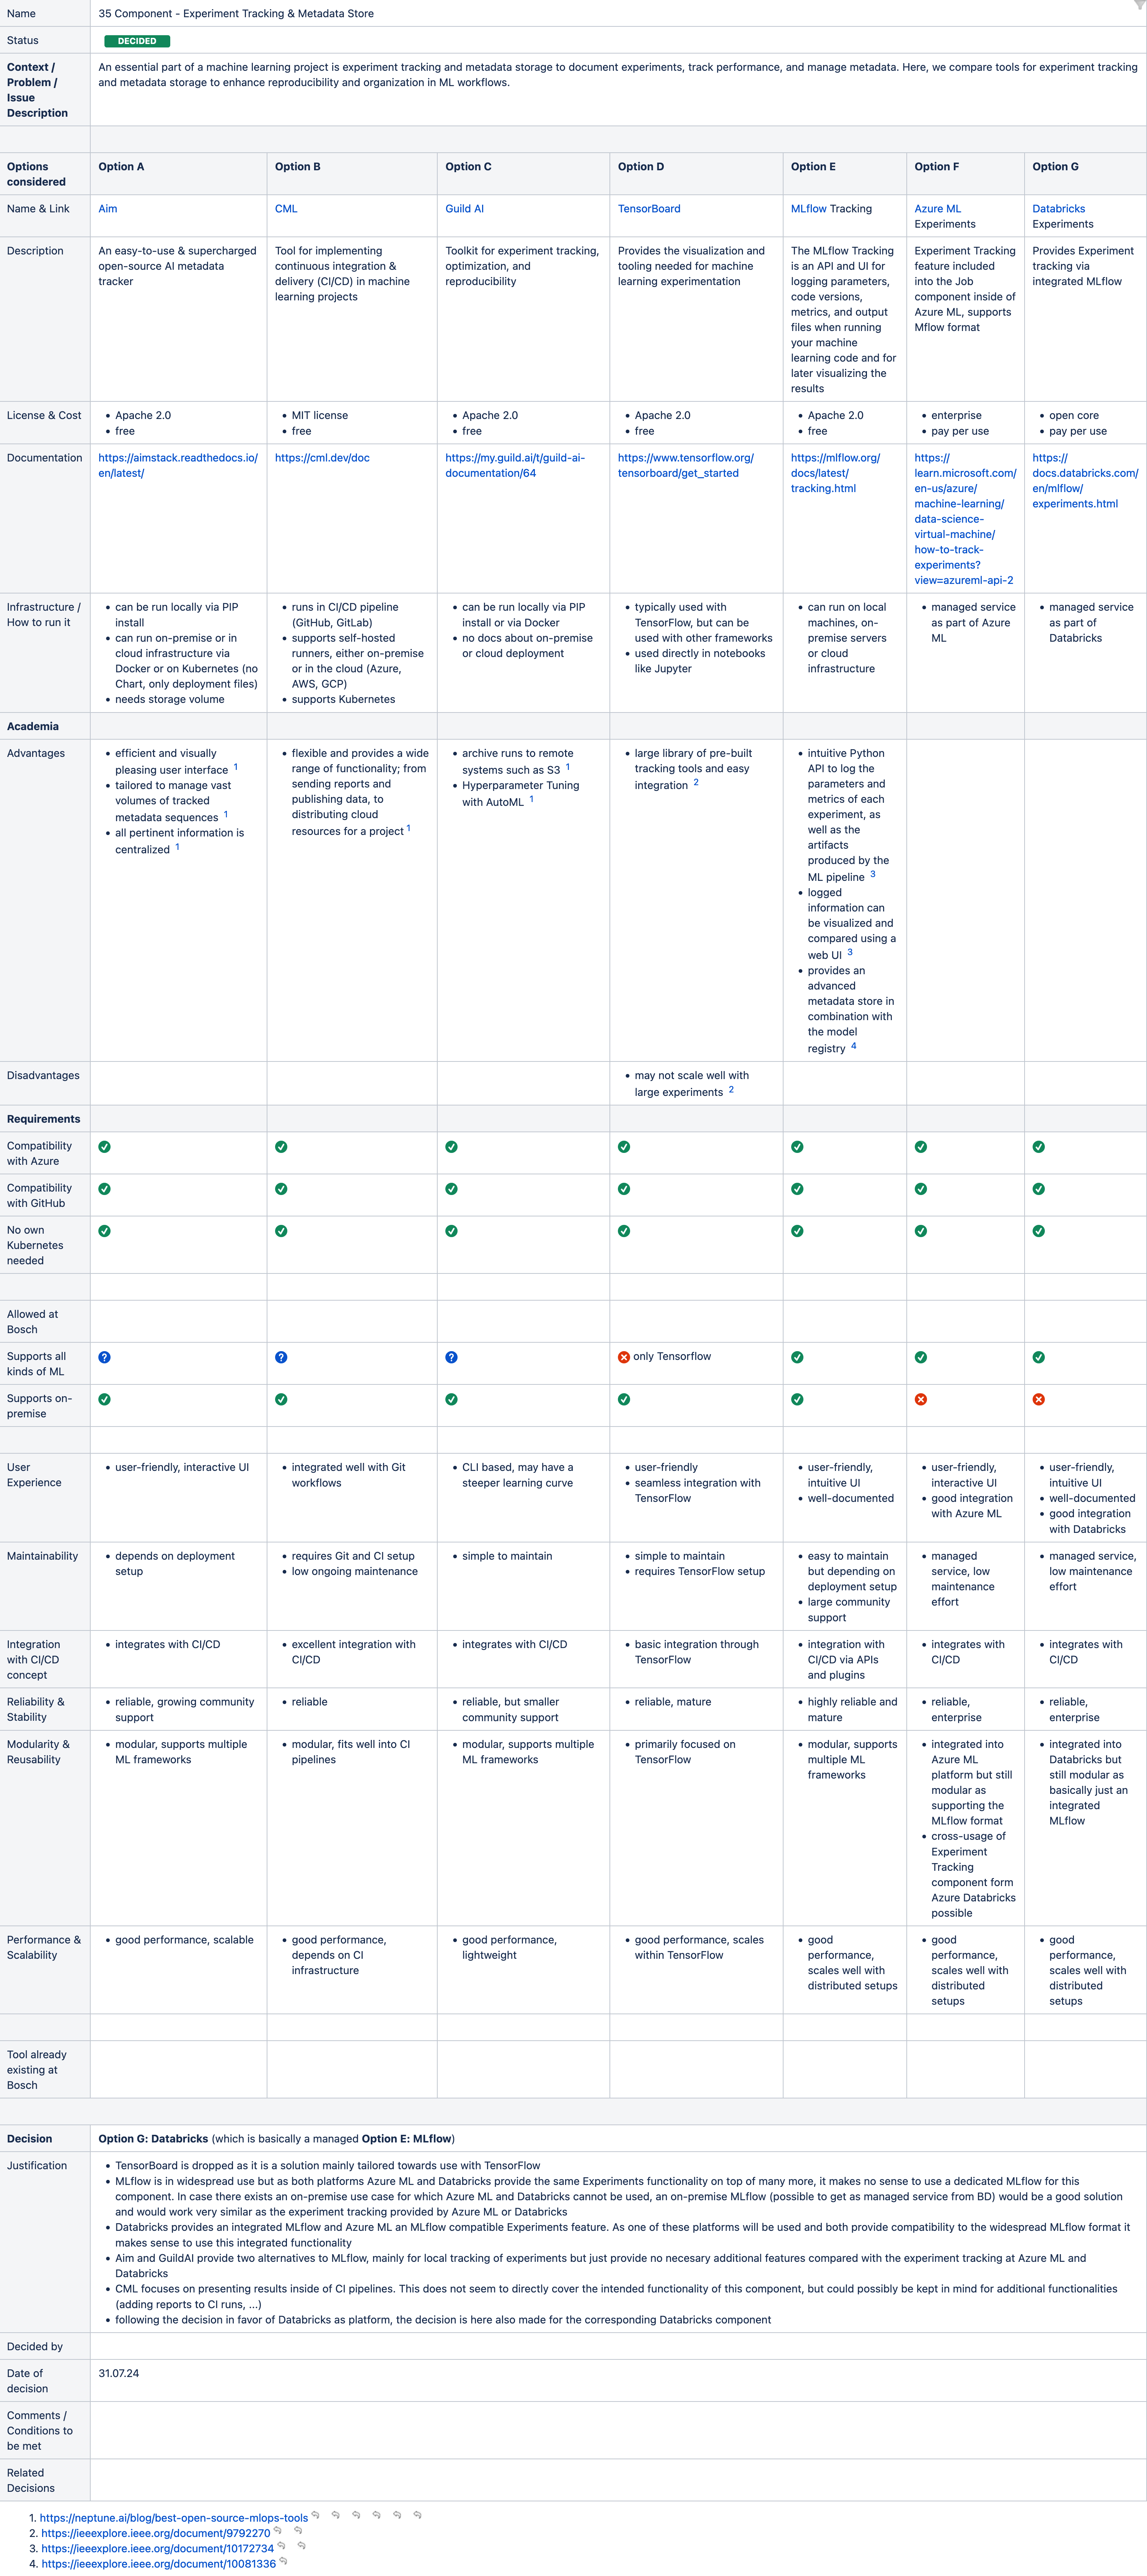 Name
35 Component - Experiment Tracking & Metadata Store
Status
DECIDED
Context /
Problem /
Issue
Description
An essential part of a machine learning project is experiment tracking and metadata storage to document experiments, track performance, and manage metadata. Here, we compare tools for experiment tracking
and metadata storage to enhance reproducibility and organization in ML workflows.
Options
considered
Option A
Option B
Option C
Option D
Option E
Option F
Option G
Name & Link
Aim
CML
Guild AI
TensorBoard
MLflow Tracking
Azure ML
Experiments
Databricks
Experiments
Description
An easy-to-use & supercharged
open-source AI metadata
tracker
Tool for implementing
continuous integration &
delivery (CI/CD) in machine
learning projects
Toolkit for experiment tracking,
optimization, and
reproducibility
Provides the visualization and
tooling needed for machine
learning experimentation
The MLflow Tracking
is an API and UI for
logging parameters,
code versions,
metrics, and output
files when running
your machine
learning code and for
later visualizing the
results
Experiment Tracking
feature included
into the Job
component inside of
Azure ML, supports
Mflow format
Provides Experiment
tracking via
integrated MLflow
License & Cost
• Apache 2.0
• free
• MIT license
• free
• Apache 2.0
• free
• Apache 2.0
• free
• Apache 2.0
• free
• enterprise
• pay per use
• open core
• pay per use
Documentation
https://aimstack.readthedocs.io/
en/latest/
https://cml.dev/doc
https://my.guild.ai/t/guild-ai-
documentation/64
https://www.tensorflow.org/
tensorboard/get_started
https://mlflow.org/
docs/latest/
tracking.html
https://
learn.microsoft.com/
en-us/azure/
machine-learning/
data-science-
virtual-machine/
how-to-track-
experiments?
view=azureml-api-2
https://
docs.databricks.com/
en/mlflow/
experiments.html
Infrastructure /
How to run it
• can be run locally via PIP
install
• can run on-premise or in
cloud infrastructure via
Docker or on Kubernetes (no
Chart, only deployment files)
• needs storage volume
• runs in CI/CD pipeline
(GitHub, GitLab)
• supports self-hosted
runners, either on-premise
or in the cloud (Azure,
AWS, GCP)
• supports Kubernetes
• can be run locally via PIP
install or via Docker
• no docs about on-premise
or cloud deployment
• typically used with
TensorFlow, but can be
used with other frameworks
• used directly in notebooks
like Jupyter
• can run on local
machines, on-
premise servers
or cloud
infrastructure
• managed service
as part of Azure
ML
• managed service
as part of
Databricks
Academia
Advantages
• efficient and visually
pleasing user interface 1
• tailored to manage vast
volumes of tracked
metadata sequences 1
• all pertinent information is
centralized 1
• flexible and provides a wide
range of functionality; from
sending reports and
publishing data, to
distributing cloud
resources for a project 1
• archive runs to remote
systems such as S3 1
• Hyperparameter Tuning
with AutoML 1
• large library of pre-built
tracking tools and easy
integration 2
• intuitive Python
API to log the
parameters and
metrics of each
experiment, as
well as the
artifacts
produced by the
ML pipeline 3
• logged
information can
be visualized and
compared using a
web UI 3
• provides an
advanced
metadata store in
combination with
the model
registry 4
Disadvantages
• may not scale well with
large experiments 2
Requirements
Compatibility
with Azure
Compatibility
with GitHub
No own
Kubernetes
needed
Allowed at
Bosch
Supports all
kinds of ML
?
?
?
only Tensorflow
Supports on-
premise
User
Experience
• user-friendly, interactive UI
• integrated well with Git
workflows
• CLI based, may have a
steeper learning curve
• user-friendly
• seamless integration with
TensorFlow
• user-friendly,
intuitive UI
• well-documented
• user-friendly,
interactive UI
• good integration
with Azure ML
• user-friendly,
intuitive UI
• well-documented
• good integration
with Databricks
Maintainability
• depends on deployment
setup
• requires Git and CI setup
• low ongoing maintenance
• simple to maintain
• simple to maintain
• requires TensorFlow setup
• easy to maintain
but depending on
deployment setup
• large community
support
• managed
service, low
maintenance
effort
• managed service,
low maintenance
effort
Integration
with CI/CD
concept
• integrates with CI/CD
• excellent integration with
CI/CD
• integrates with CI/CD
• basic integration through
TensorFlow
• integration with
CI/CD via APIs
and plugins
• integrates with
CI/CD
• integrates with
CI/CD
Reliability &
Stability
• reliable, growing community
support
• reliable
• reliable, but smaller
community support
• reliable, mature
• highly reliable and
mature
• reliable,
enterprise
• reliable,
enterprise
Modularity &
Reusability
• modular, supports multiple
ML frameworks
• modular, fits well into CI
pipelines
• modular, supports multiple
ML frameworks
• primarily focused on
TensorFlow
• modular, supports
multiple ML
frameworks
• integrated into
Azure ML
platform but still
modular as
supporting the
MLflow format
• cross-usage of
Experiment
Tracking
component form
Azure Databricks
possible
• integrated into
Databricks but
still modular as
basically just an
integrated
MLflow
Performance &
Scalability
• good performance, scalable
• good performance,
depends on CI
infrastructure
• good performance,
lightweight
• good performance, scales
within TensorFlow
• good
performance,
scales well with
distributed setups
• good
performance,
scales well with
distributed
setups
• good
performance,
scales well with
distributed
setups
Tool already
existing at
Bosch
Decision
Option G: Databricks (which is basically a managed Option E: MLflow)
Justification
• TensorBoard is dropped as it is a solution mainly tailored towards use with TensorFlow
• MLflow is in widespread use but as both platforms Azure ML and Databricks provide the same Experiments functionality on top of many more, it makes no sense to use a dedicated MLflow for this
component. In case there exists an on-premise use case for which Azure ML and Databricks cannot be used, an on-premise MLflow (possible to get as managed service from BD) would be a good solution
and would work very similar as the experiment tracking provided by Azure ML or Databricks
• Databricks provides an integrated MLflow and Azure ML an MLflow compatible Experiments feature. As one of these platforms will be used and both provide compatibility to the widespread MLflow format it
makes sense to use this integrated functionality
• Aim and GuildAI provide two alternatives to MLflow, mainly for local tracking of experiments but just provide no necesary additional features compared with the experiment tracking at Azure ML and
Databricks
• CML focuses on presenting results inside of CI pipelines. This does not seem to directly cover the intended functionality of this component, but could possibly be kept in mind for additional functionalities
(adding reports to CI runs, ...)
• following the decision in favor of Databricks as platform, the decision is here also made for the corresponding Databricks component
Decided by
Date of
decision
31.07.24
Comments /
Conditions to
be met
Related
Decisions
1. https://neptune.ai/blog/best-open-source-mlops-tools
2. https://ieeexplore.ieee.org/document/9792270
3. https://ieeexplore.ieee.org/document/10172734
4. https://ieeexplore.ieee.org/document/10081336